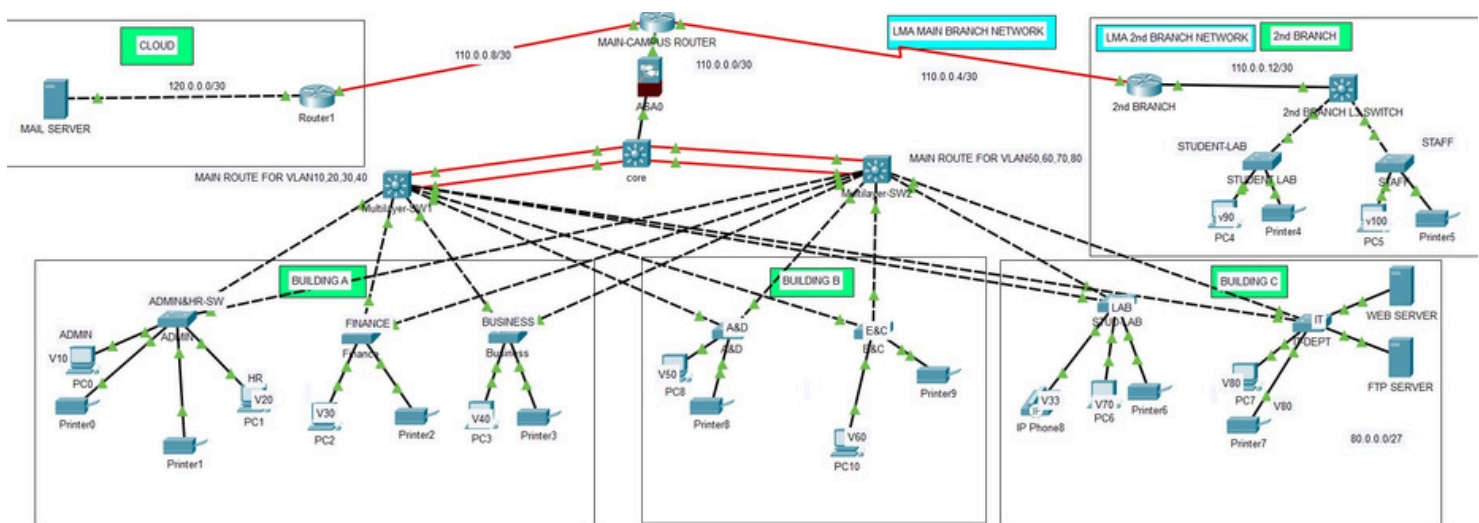 CLOUD
120.0.0.0/30
MAIL SERVER
Router1
110.0.0.8/30
MAIN-CAMPUS ROUTER
110.0.0.0/30
ASA0
LMA MAIN BRANCH NETWORK
110.0.0.4/30
LMA 2nd BRANCH NETWORK
2nd BRANCH
110.0.0.12/30
2nd BRANCH
2nd BRANCH L3 SWITCH
STUDENT-LAB
STAFF
STUDENT LAB
STAFF
v90
PC4
Printer4
v100
PC5
Printer5
core
MAIN ROUTE FOR VLAN10,20,30,40
Multilayer-SW1
Multilayer-SW2
MAIN ROUTE FOR VLAN50,60,70,80
BUILDING A
ADMIN&HR-SW
ADMIN
ADMIN
V10
PC0
Printer0
Printer1
HR
V20
PC1
FINANCE
Finance
V30
PC2
Printer2
BUSINESS
Business
V40
PC3
Printer3
BUILDING B
A&D
A&D
V50
PC8
Printer8
E&C
E&C
Printer9
V60
PC10
BUILDING C
LAB
V33
IP Phone8
V70
PC6
Printer6
IT
WEB SERVER
FTP SERVER
V80
PC7
V80
Printer7
80.0.0.0/27